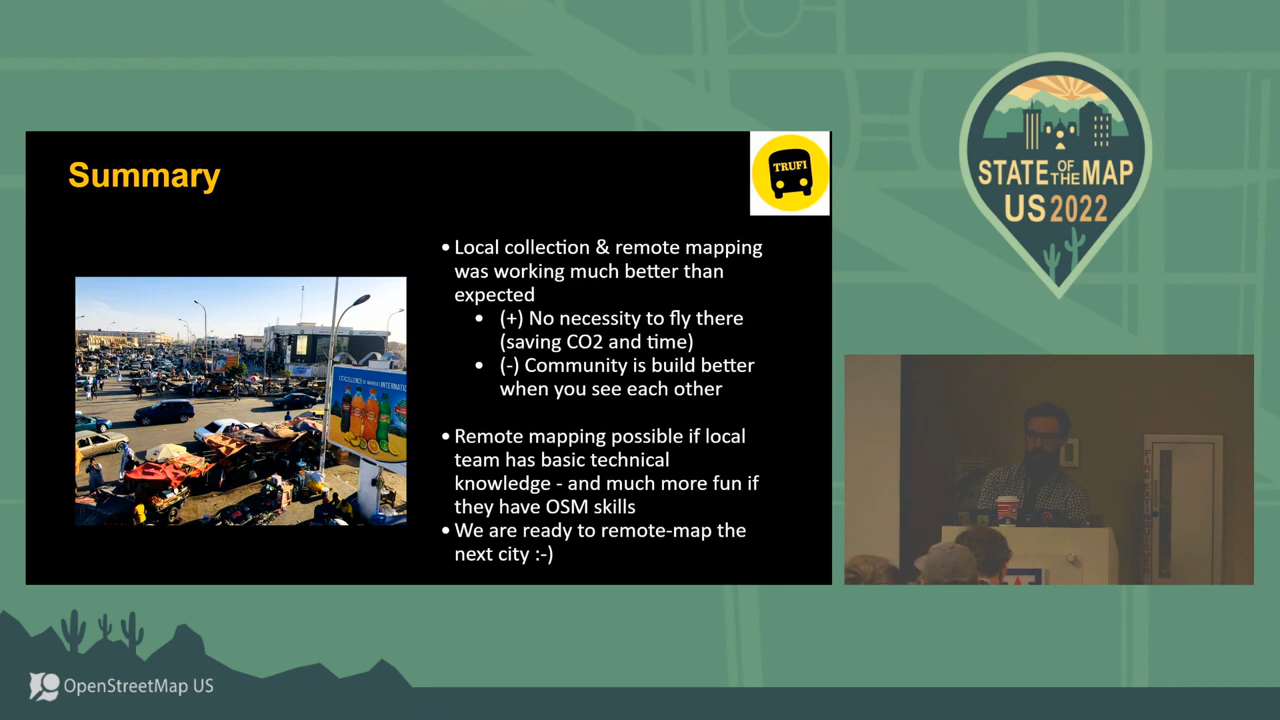 Summary
TRUFI
• Local collection & remote mapping
was working much better than
expected
• (+) No necessity to fly there
(saving CO2 and time)
• (-) Community is build better
when you see each other
• Remote mapping possible if local
team has basic technical
knowledge - and much more fun if
they have OSM skills
• We are ready to remote-map the
next city :-)
STATE OF THE MAP
US 2022
OpenStreetMap US